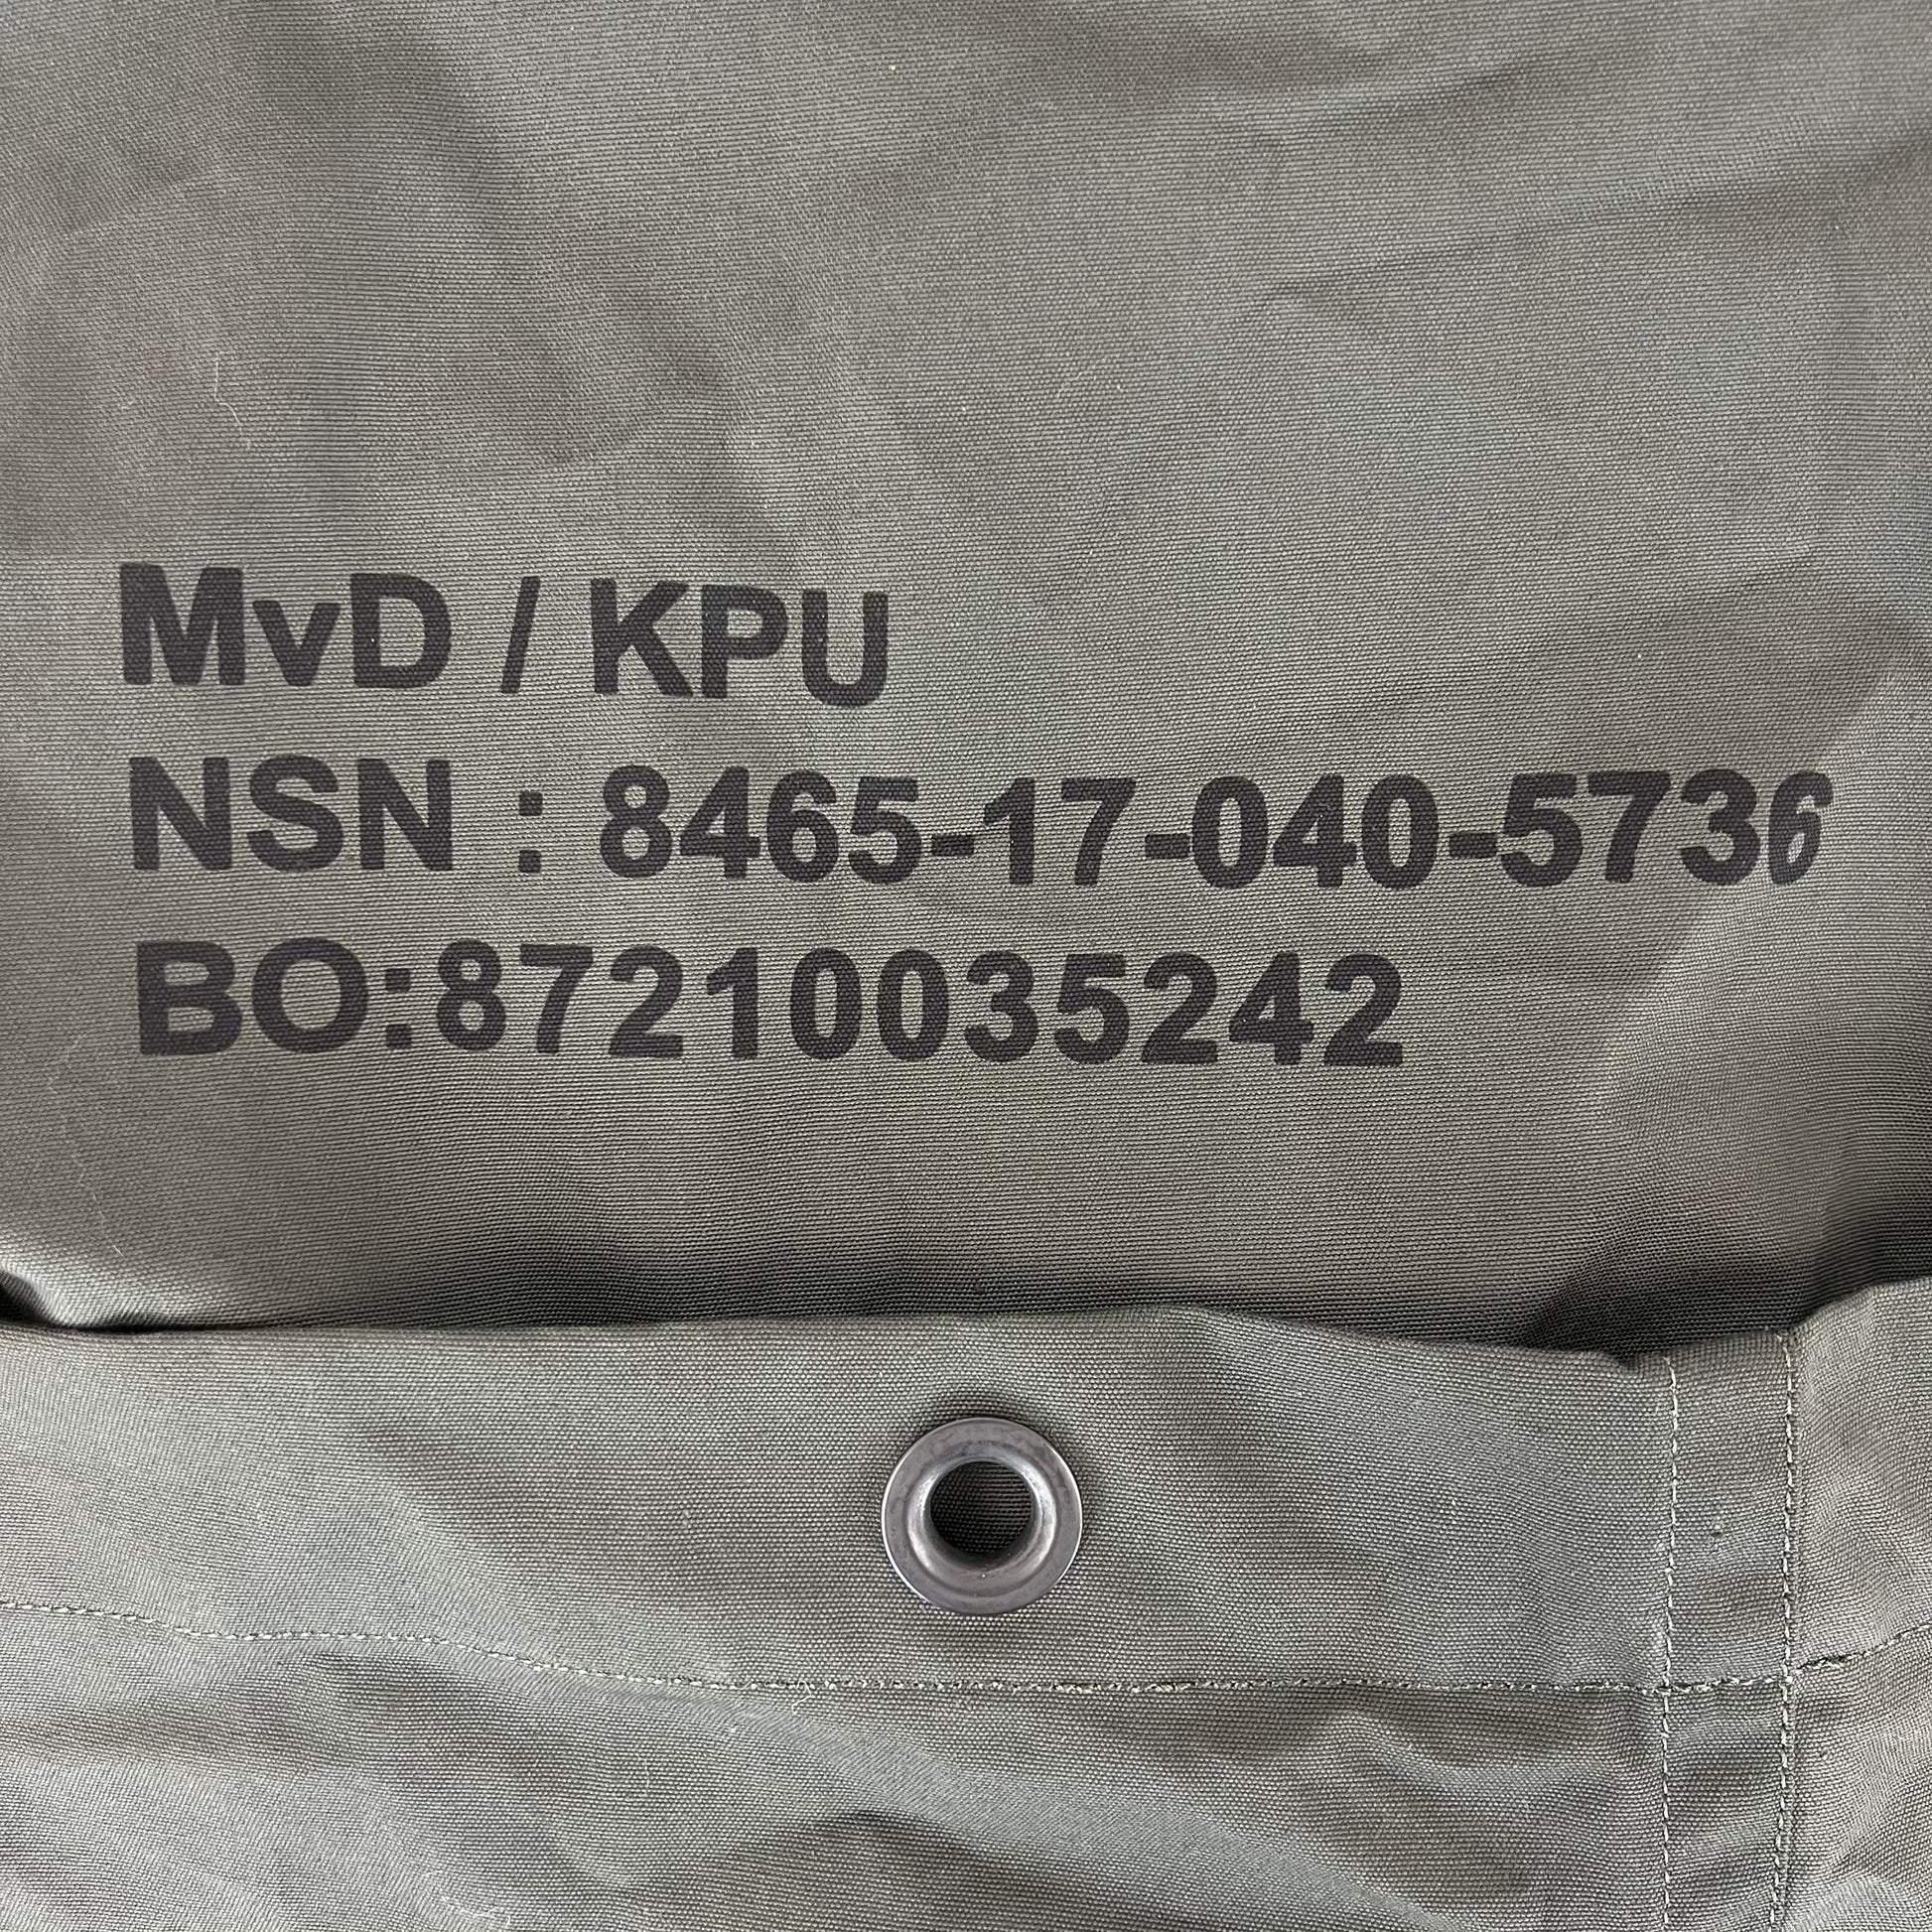 MvD / KPU
NSN : 8465-17-040-5736
BO:87210035242